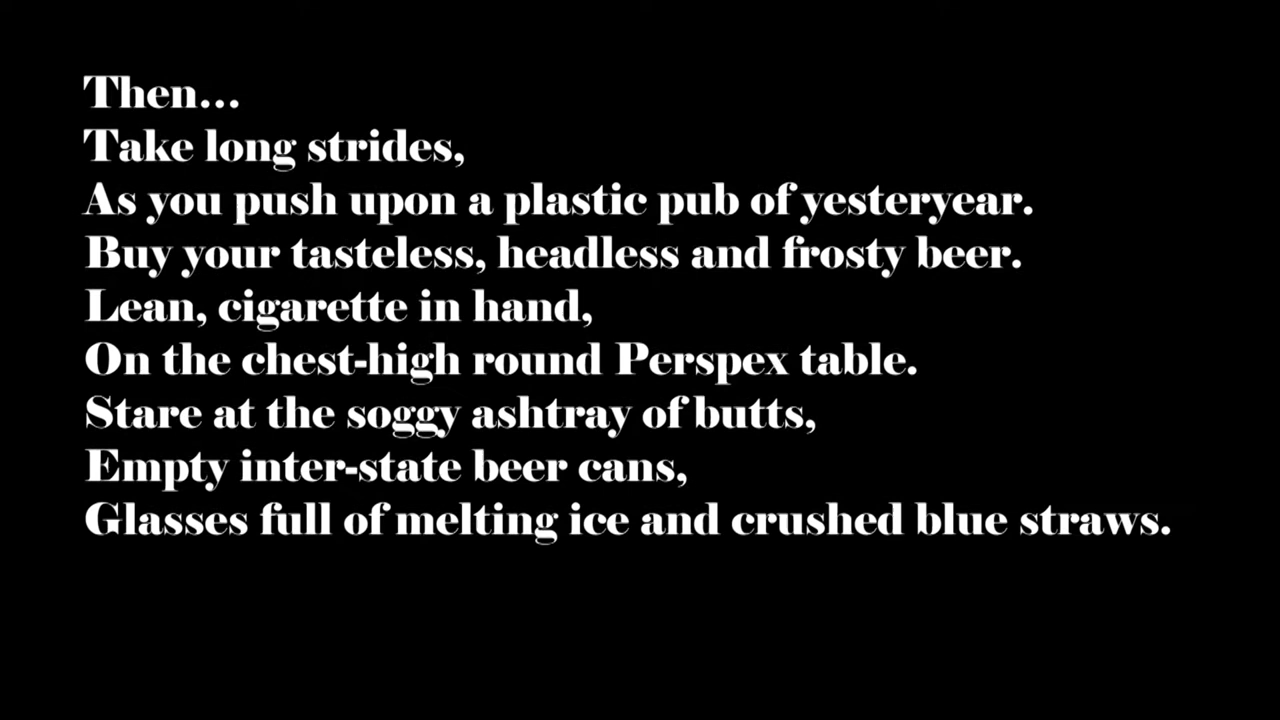 Then...
Take long strides,
As you push upon a plastic pub of yesteryear.
Buy your tasteless, headless and frosty beer.
Lean, cigarette in hand,
On the chest-high round Perspex table.
Stare at the soggy ashtray of butts,
Empty inter-state beer cans,
Glasses full of melting ice and crushed blue straws.